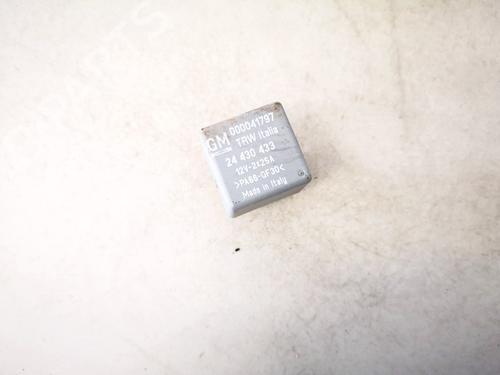 GM
000041797
TRW Italia
24 430 433
12V-2X25A
>PA66-GF30<
Made in Italy